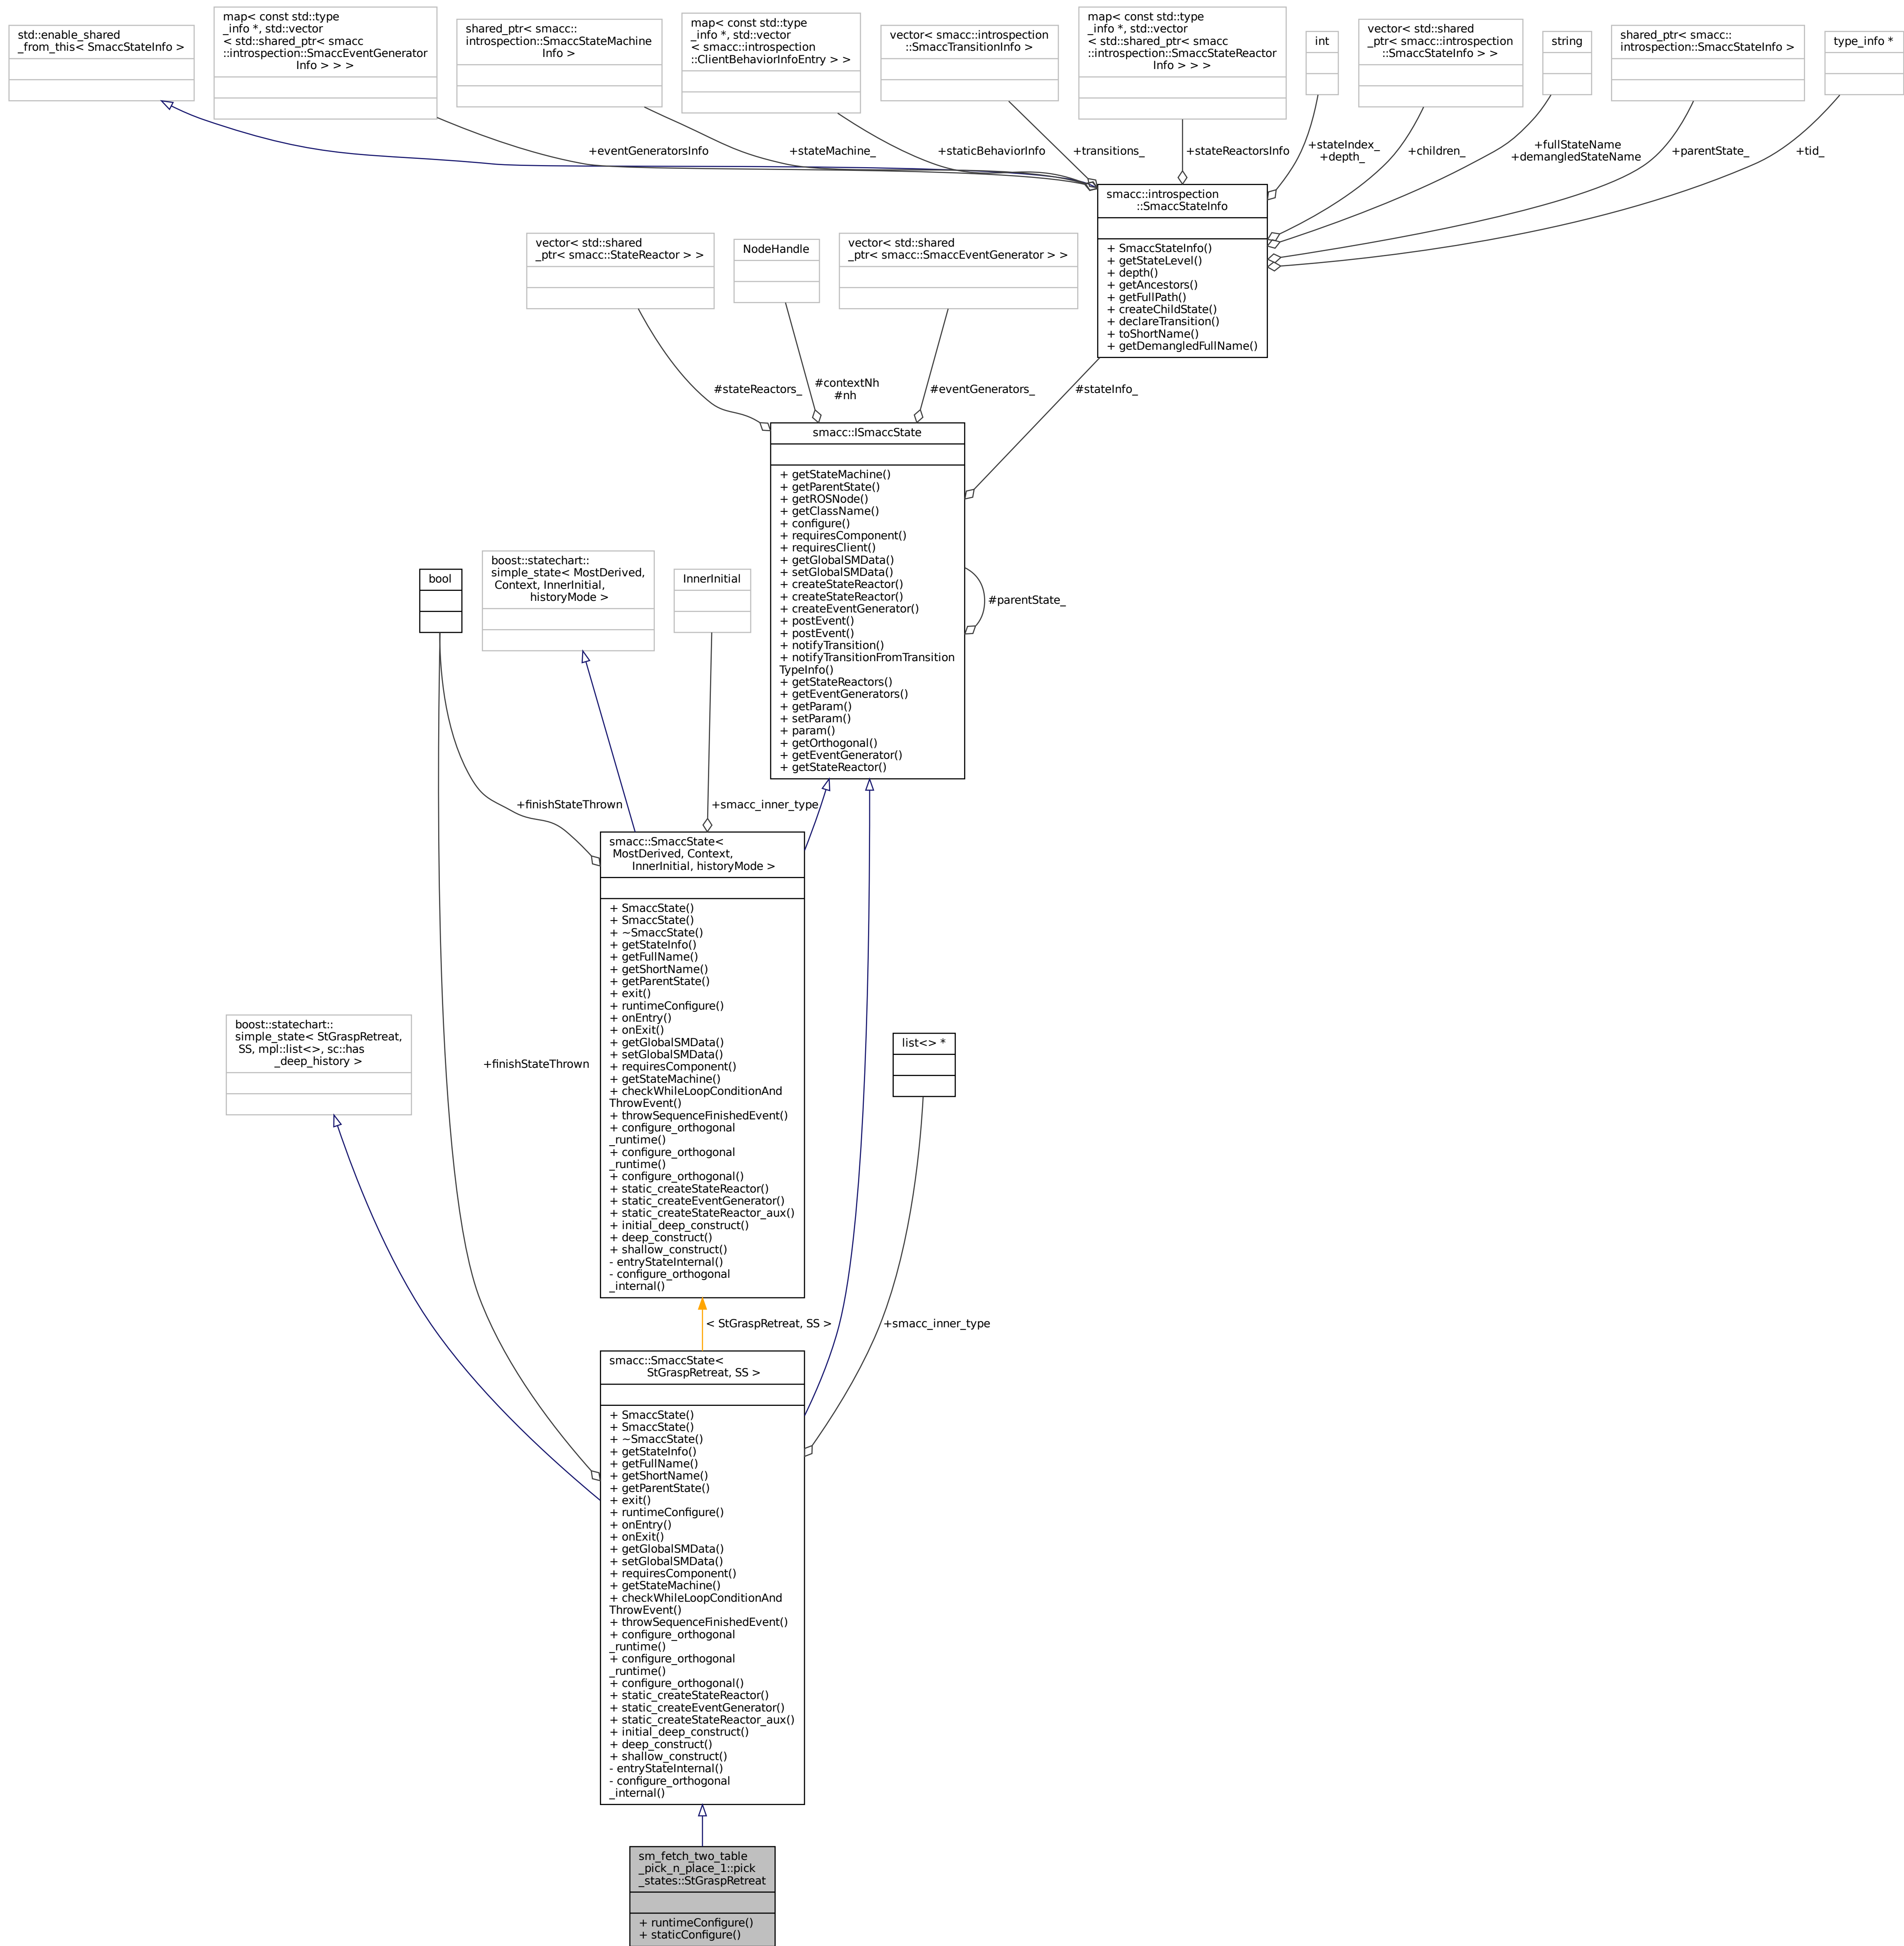 std::enable_shared
_from_this< SmaccStateInfo >
map< const std::type
_info *, std::vector
< std::shared_ptr< smacc
::introspection::SmaccEventGenerator
Info > > >
shared_ptr< smacc::
introspection::SmaccStateMachine
Info >
map< const std::type
_info *, std::vector
< smacc::introspection
::ClientBehaviorInfoEntry > >
vector< smacc::introspection
::SmaccTransitionInfo >
map< const std::type
_info *, std::vector
< std::shared_ptr< smacc
::introspection::SmaccStateReactor
Info > > >
int
vector< std::shared
_ptr< smacc::introspection
::SmaccStateInfo > >
string
shared_ptr< smacc::
introspection::SmaccStateInfo >
type_info *
+eventGeneratorsInfo
+stateMachine_
+staticBehaviorInfo
+transitions_
+stateReactorsInfo
+stateIndex_
+depth_
+children_
+fullStateName
+demangledStateName
+parentState_
+tid_
smacc::introspection
::SmaccStateInfo
+ SmaccStateInfo()
+ getStateLevel()
+ depth()
+ getAncestors()
+ getFullPath()
+ createChildState()
+ declareTransition()
+ toShortName()
+ getDemangledFullName()
vector< std::shared
_ptr< smacc::StateReactor > >
NodeHandle
vector< std::shared
_ptr< smacc::SmaccEventGenerator > >
#stateReactors_
#contextNh
#nh
#eventGenerators_
#stateInfo_
smacc::ISmaccState
+ getStateMachine()
+ getParentState()
+ getROSNode()
+ getClassName()
+ configure()
+ requiresComponent()
+ requiresClient()
+ getGlobalSMData()
+ setGlobalSMData()
+ createStateReactor()
+ createStateReactor()
+ createEventGenerator()
+ postEvent()
+ postEvent()
+ notifyTransition()
+ notifyTransitionFromTransition
TypeInfo()
+ getStateReactors()
+ getEventGenerators()
+ getParam()
+ setParam()
+ param()
+ getOrthogonal()
+ getEventGenerator()
+ getStateReactor()
#parentState_
bool
boost::statechart::
simple_state< MostDerived,
Context, InnerInitial,
historyMode >
InnerInitial
+finishStateThrown
+smacc_inner_type
smacc::SmaccState<
MostDerived, Context,
InnerInitial, historyMode >
+ SmaccState()
+ SmaccState()
+ ~SmaccState()
+ getStateInfo()
+ getFullName()
+ getShortName()
+ getParentState()
+ exit()
+ runtimeConfigure()
+ onEntry()
+ onExit()
+ getGlobalSMData()
+ setGlobalSMData()
+ requiresComponent()
+ getStateMachine()
+ checkWhileLoopConditionAnd
ThrowEvent()
+ throwSequenceFinishedEvent()
+ configure_orthogonal
_runtime()
+ configure_orthogonal
_runtime()
+ configure_orthogonal()
+ static_createStateReactor()
+ static_createEventGenerator()
+ static_createStateReactor_aux()
+ initial_deep_construct()
+ deep_construct()
+ shallow_construct()
- entryStateInternal()
- configure_orthogonal
_internal()
boost::statechart::
simple_state< StGraspRetreat,
SS, mpl::list<>, sc::has
_deep_history >
+finishStateThrown
list<> *
< StGraspRetreat, SS >
+smacc_inner_type
smacc::SmaccState<
StGraspRetreat, SS >
+ SmaccState()
+ SmaccState()
+ ~SmaccState()
+ getStateInfo()
+ getFullName()
+ getShortName()
+ getParentState()
+ exit()
+ runtimeConfigure()
+ onEntry()
+ onExit()
+ getGlobalSMData()
+ setGlobalSMData()
+ requiresComponent()
+ getStateMachine()
+ checkWhileLoopConditionAnd
ThrowEvent()
+ throwSequenceFinishedEvent()
+ configure_orthogonal
_runtime()
+ configure_orthogonal
_runtime()
+ configure_orthogonal()
+ static_createStateReactor()
+ static_createEventGenerator()
+ static_createStateReactor_aux()
+ initial_deep_construct()
+ deep_construct()
+ shallow_construct()
- entryStateInternal()
- configure_orthogonal
_internal()
sm_fetch_two_table
_pick_n_place_1::pick
_states::StGraspRetreat
+ runtimeConfigure()
+ staticConfigure()